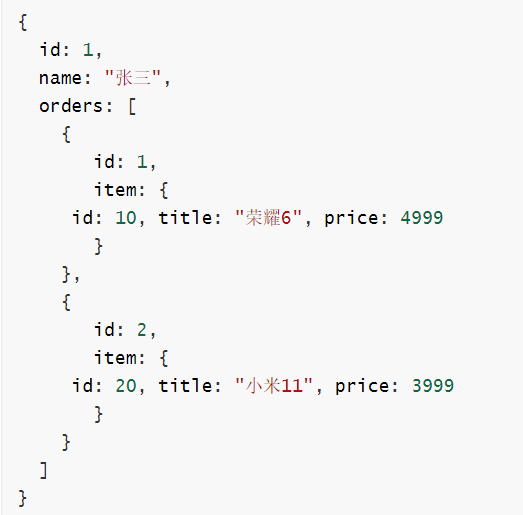 {
  id: 1,
  name: "张三",
  orders: [
    {
       id: 1,
       item: {
     id: 10, title: "荣耀6", price: 4999
       }
    },
    {
       id: 2,
       item: {
     id: 20, title: "小米11", price: 3999
       }
    }
  ]
}